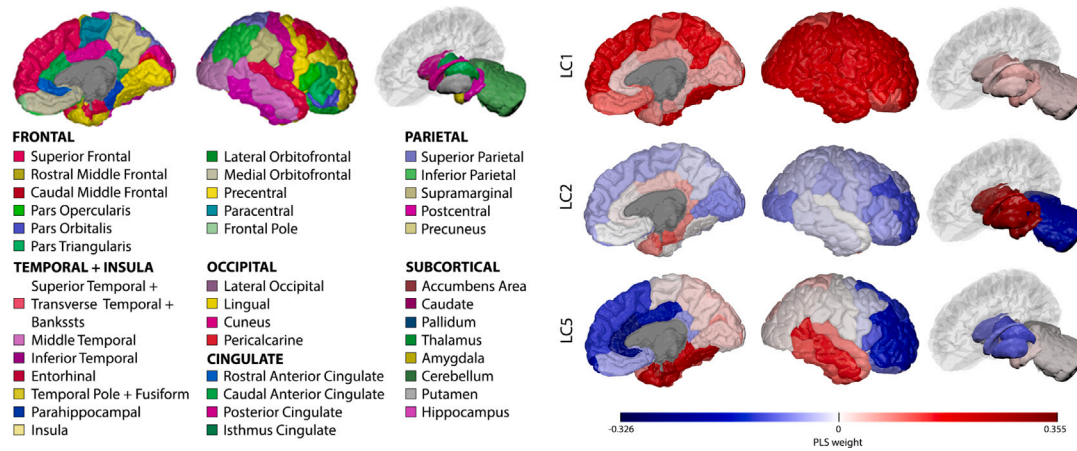 FRONTAL
Superior Frontal
Rostral Middle Frontal
Caudal Middle Frontal
Pars Opercularis
Pars Orbitalis
Pars Triangularis
Lateral Orbitofrontal
Medial Orbitofrontal
Precentral
Paracentral
Frontal Pole
PARIETAL
Superior Parietal
Inferior Parietal
Supramarginal
Postcentral
Precuneus
TEMPORAL + INSULA
Superior Temporal +
Transverse Temporal +
Bankssts
Middle Temporal
Inferior Temporal
Entorhinal
Temporal Pole + Fusiform
Parahippocampal
Insula
OCCIPITAL
Lateral Occipital
Lingual
Cuneus
Pericalcarine
CINGULATE
Rostral Anterior Cingulate
Caudal Anterior Cingulate
Posterior Cingulate
Isthmus Cingulate
SUBCORTICAL
Accumbens Area
Caudate
Pallidum
Thalamus
Amygdala
Cerebellum
Putamen
Hippocampus
LC1
LC2
LC5
-0.326 0 0.355
PLS weight